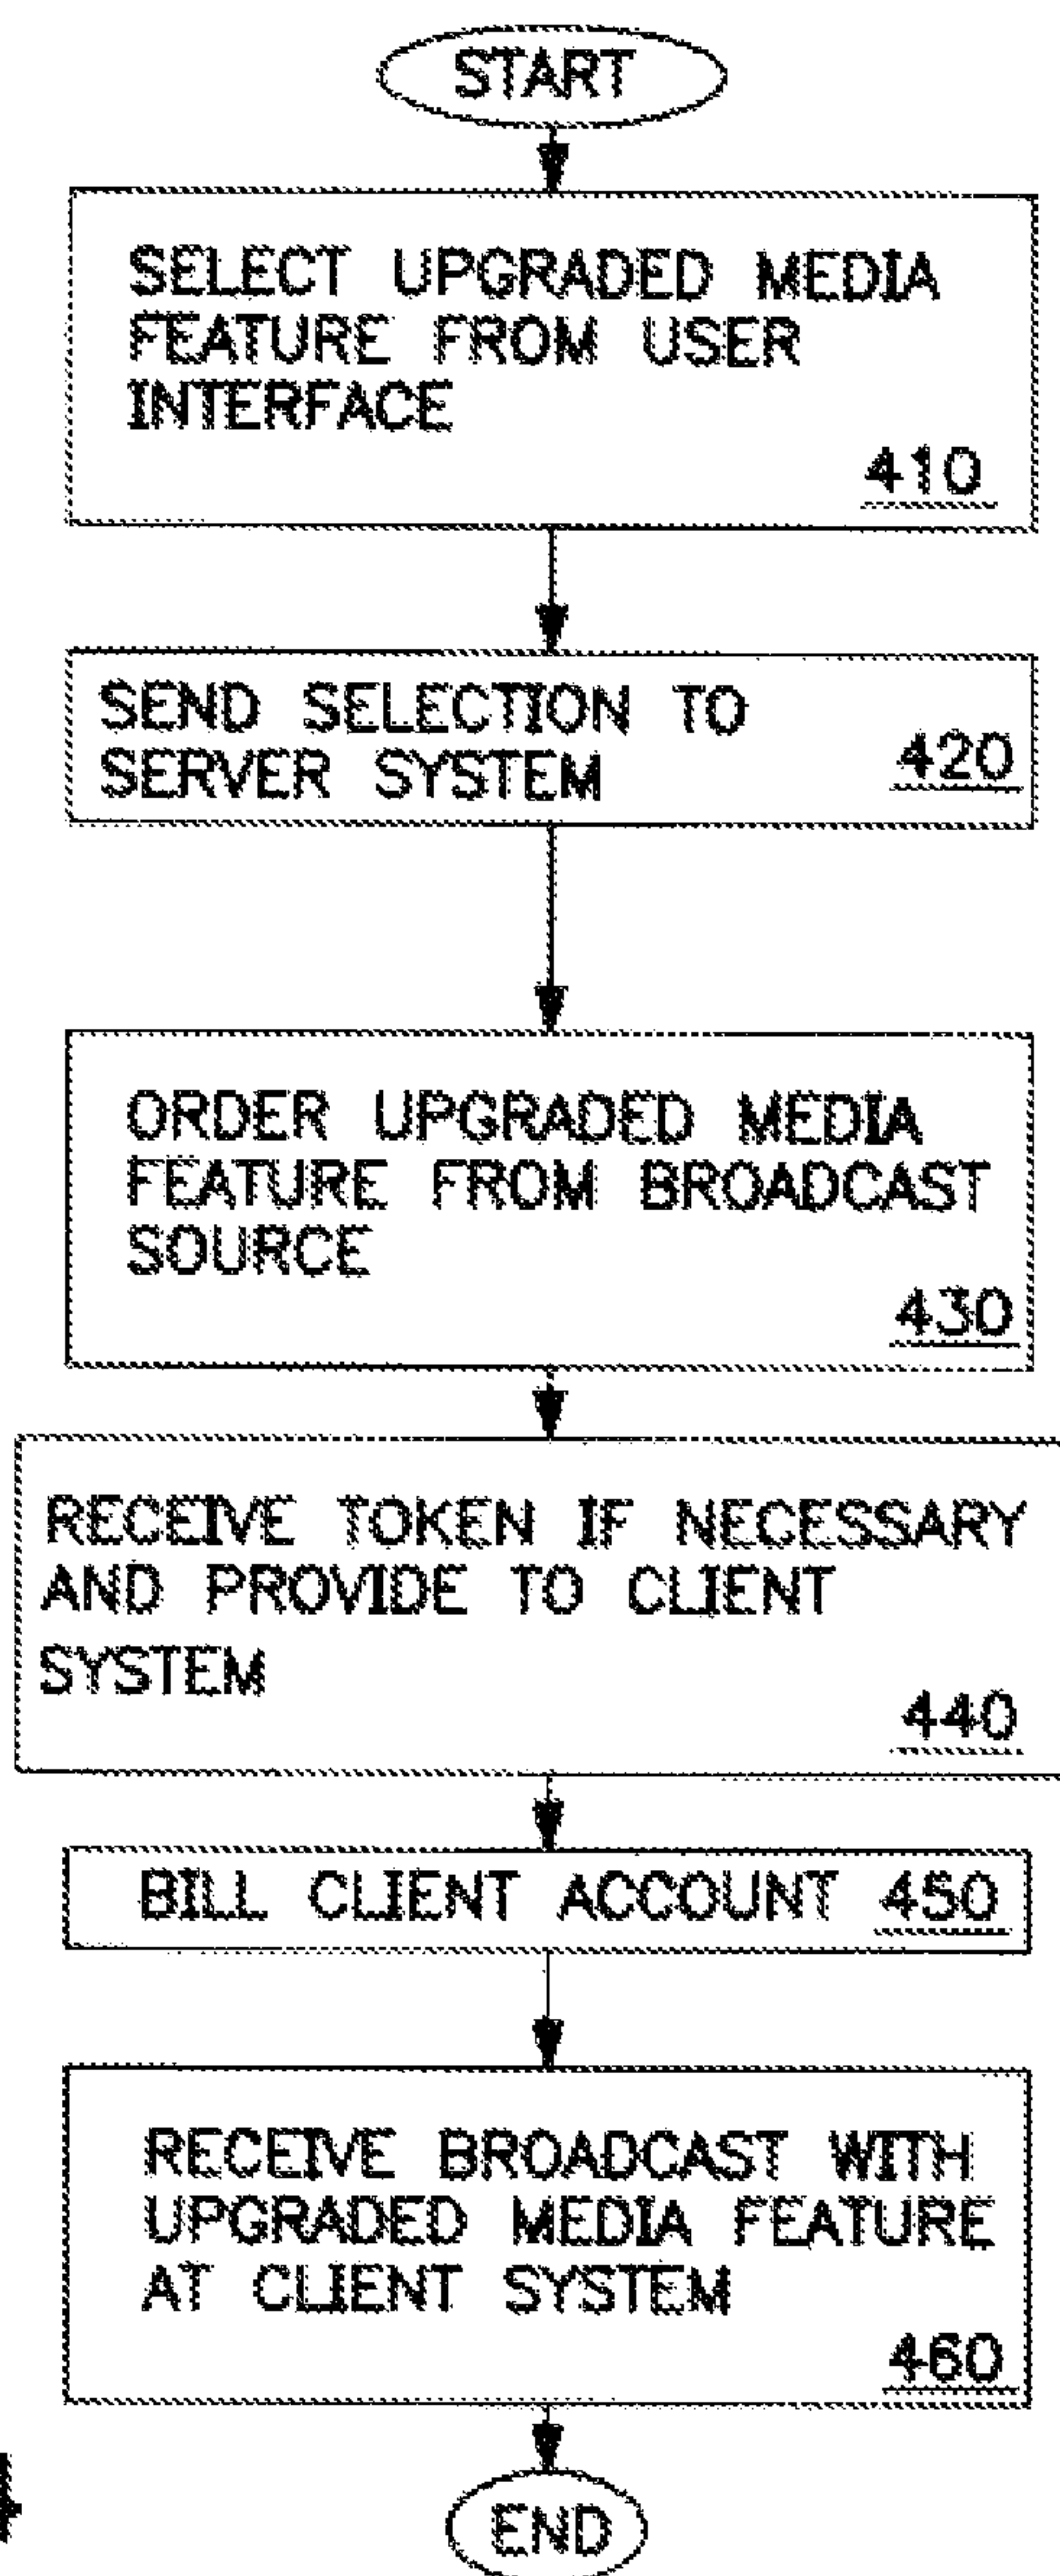 START
SELECT UPGRADED MEDIA
FEATURE FROM USER
INTERFACE
410
SEND SELECTION TO
SERVER SYSTEM
420
ORDER UPGRADED MEDIA
FEATURE FROM BROADCAST
SOURCE
430
RECEIVE TOKEN IF NECESSARY
AND PROVIDE TO CLIENT
SYSTEM
440
BILL CLIENT ACCOUNT 450
RECEIVE BROADCAST WITH
UPGRADED MEDIA FEATURE
AT CLIENT SYSTEM
460
END